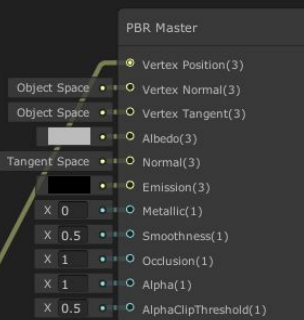 PBR Master
Vertex Position(3)
Object Space Vertex Normal(3)
Object Space Vertex Tangent(3)
Albedo(3)
Tangent Space Normal(3)
Emission(3)
X 0 Metallic(1)
X 0.5 Smoothness(1)
X 1 Occlusion(1)
X 1 Alpha(1)
X 0.5 AlphaClipThreshold(1)